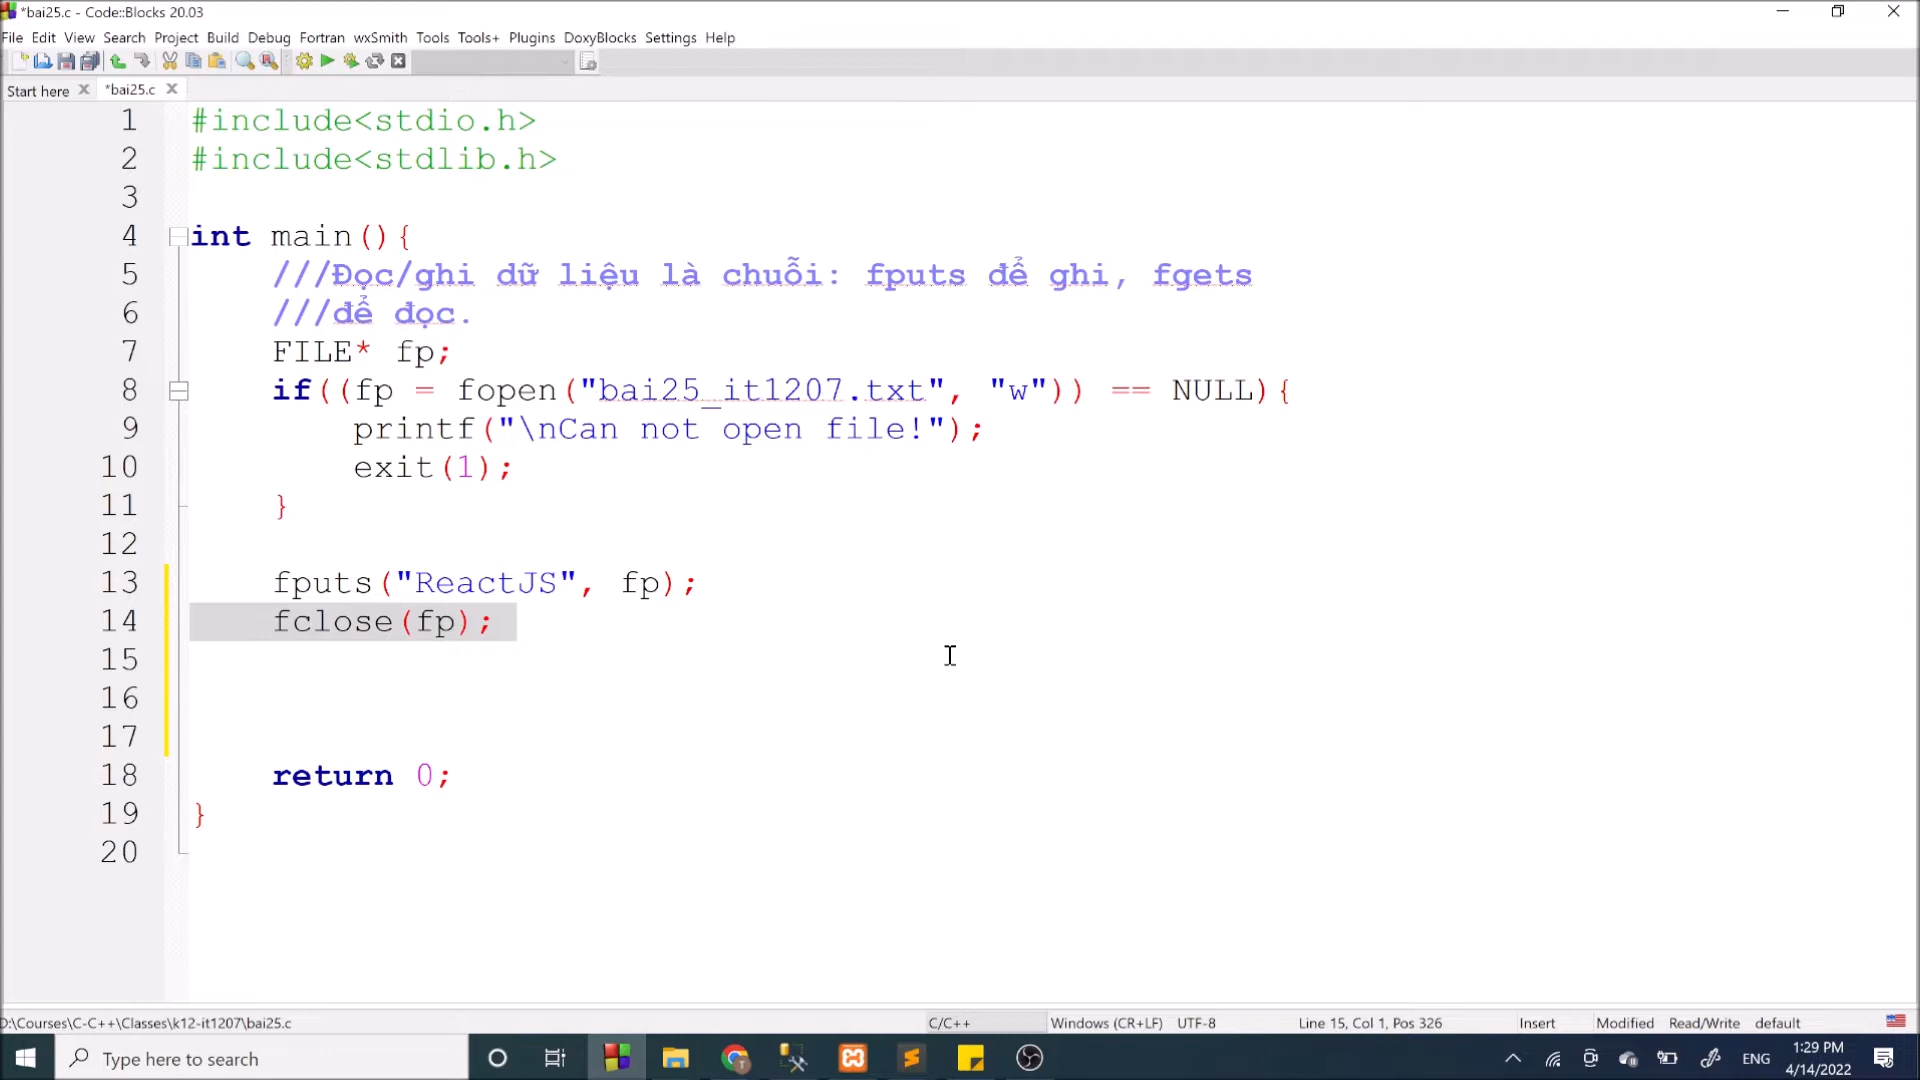 *bai25.c - Code::Blocks 20.03
File Edit View Search Project Build Debug Fortran wxSmith Tools Tools+ Plugins DoxyBlocks Settings Help
Start here *bai25.c
1 #include<stdio.h>
2 #include<stdlib.h>
3
4 int main(){
5 ///Đọc/ghi dữ liệu là chuỗi: fputs để ghi, fgets
6 ///để đọc.
7 FILE* fp;
8 if((fp = fopen("bai25_it1207.txt", "w")) == NULL){
9 printf("\nCan not open file!");
10 exit(1);
11 }
12
13 fputs("ReactJS", fp);
14 fclose(fp);
15
16
17
18 return 0;
19 }
20
D:\Courses\C-C++\Classes\k12-it1207\bai25.c C/C++ Windows (CR+LF) UTF-8 Line 15, Col 1, Pos 326 Insert Modified Read/Write default
Type here to search ENG 1:29 PM
4/14/2022